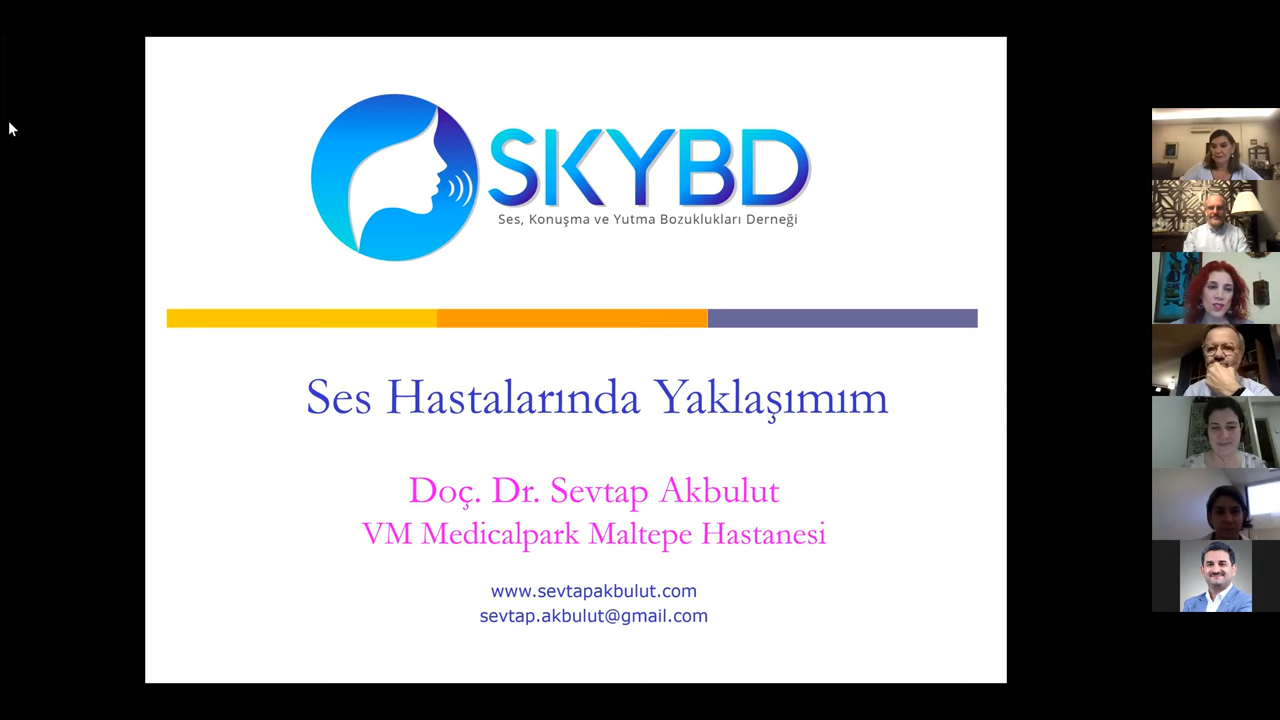 SKYBD
Ses, Konuşma ve Yutma Bozuklukları Derneği
Ses Hastalarında Yaklaşımım
Doç. Dr. Sevtap Akbulut
VM Medicalpark Maltepe Hastanesi
www.sevtapakbulut.com
sevtap.akbulut@gmail.com